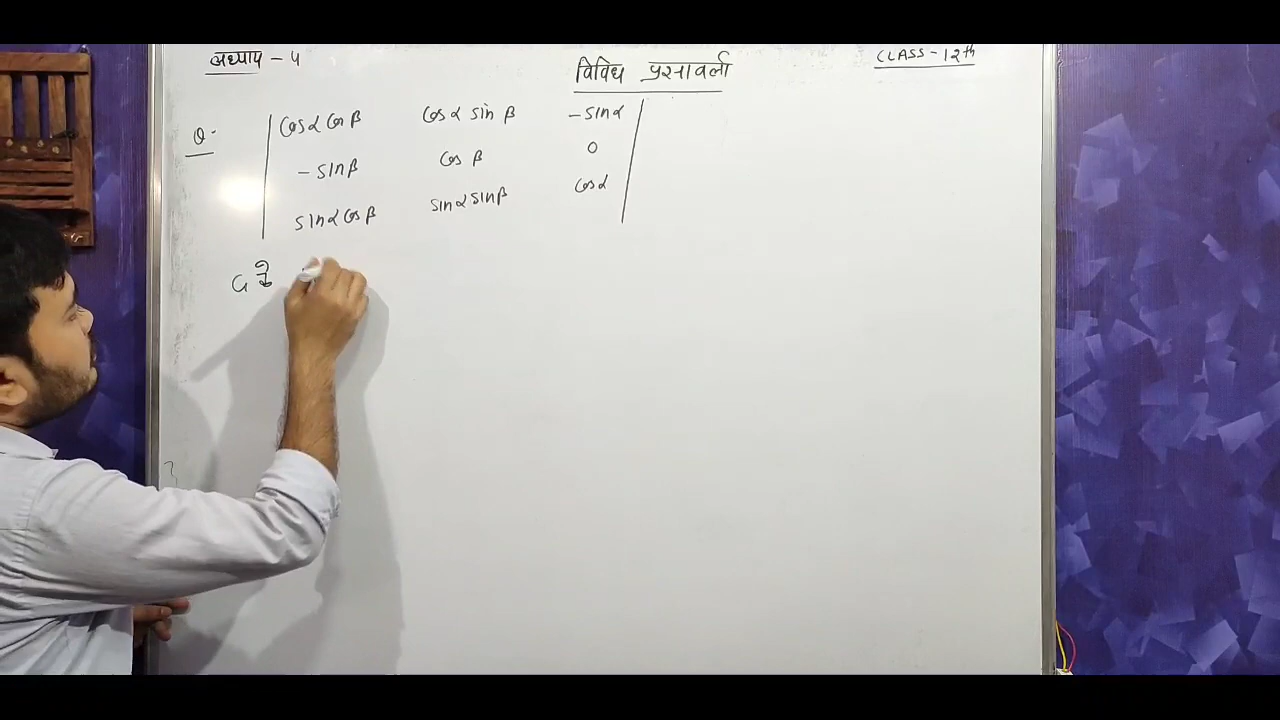 अध्याय - 4
विविध प्रश्नावली
CLASS - 12th
Q.
cosα cosβ cosα sinβ -sinα
-sinβ cosβ 0
sinα cosβ sinα sinβ cosα